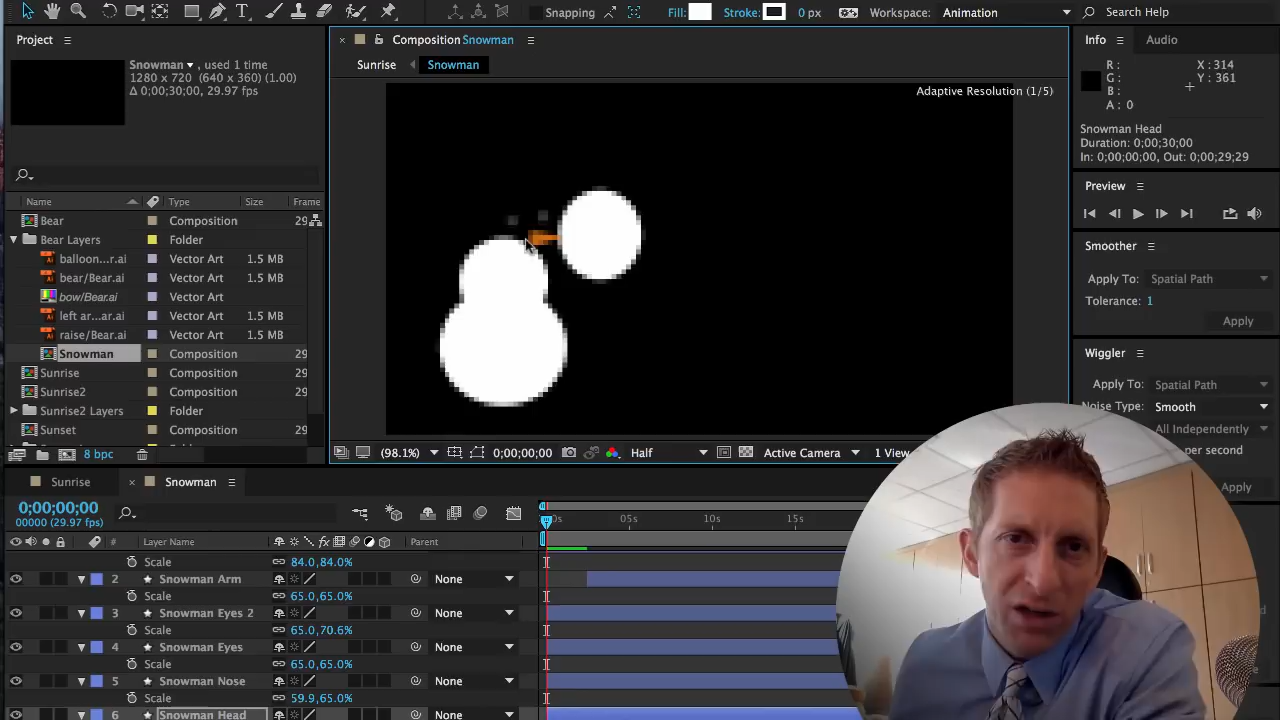 Snapping
Fill:
Stroke:
0 px
Workspace:
Animation
Search Help
Project
Snowman , used 1 time
1280 x 720 (640 x 360) (1.00)
Δ 0;00;30;00, 29.97 fps
Name
Type
Size
Frame
Bear
Composition
29
Bear Layers
Folder
balloon...r.ai
Vector Art
1.5 MB
bear/Bear.ai
Vector Art
1.5 MB
bow/Bear.ai
Vector Art
left ar...ar.ai
Vector Art
1.5 MB
raise/Bear.ai
Vector Art
1.5 MB
Snowman
Composition
29
Sunrise
Composition
29
Sunrise2
Composition
29
Sunrise2 Layers
Folder
Sunset
Composition
29
8 bpc
Composition Snowman
Sunrise
Snowman
Adaptive Resolution (1/5)
(98.1%)
0;00;00;00
Half
Active Camera
1 View
Info
Audio
R :
G :
B :
A : 0
X : 314
Y : 361
Snowman Head
Duration: 0;00;30;00
In: 0;00;00;00, Out: 0;00;29;29
Preview
Smoother
Apply To:
Spatial Path
Tolerance: 1
Apply
Wiggler
Apply To:
Spatial Path
Noise Type:
Smooth
All Independently
per second
Apply
Sunrise
Snowman
0;00;00;00
00000 (29.97 fps)
0s
05s
10s
15s
#
Layer Name
Parent
Scale
84.0,84.0%
2
Snowman Arm
None
Scale
65.0,65.0%
3
Snowman Eyes 2
None
Scale
65.0,70.6%
4
Snowman Eyes
None
Scale
65.0,65.0%
5
Snowman Nose
None
Scale
59.9,65.0%
6
Snowman Head
None